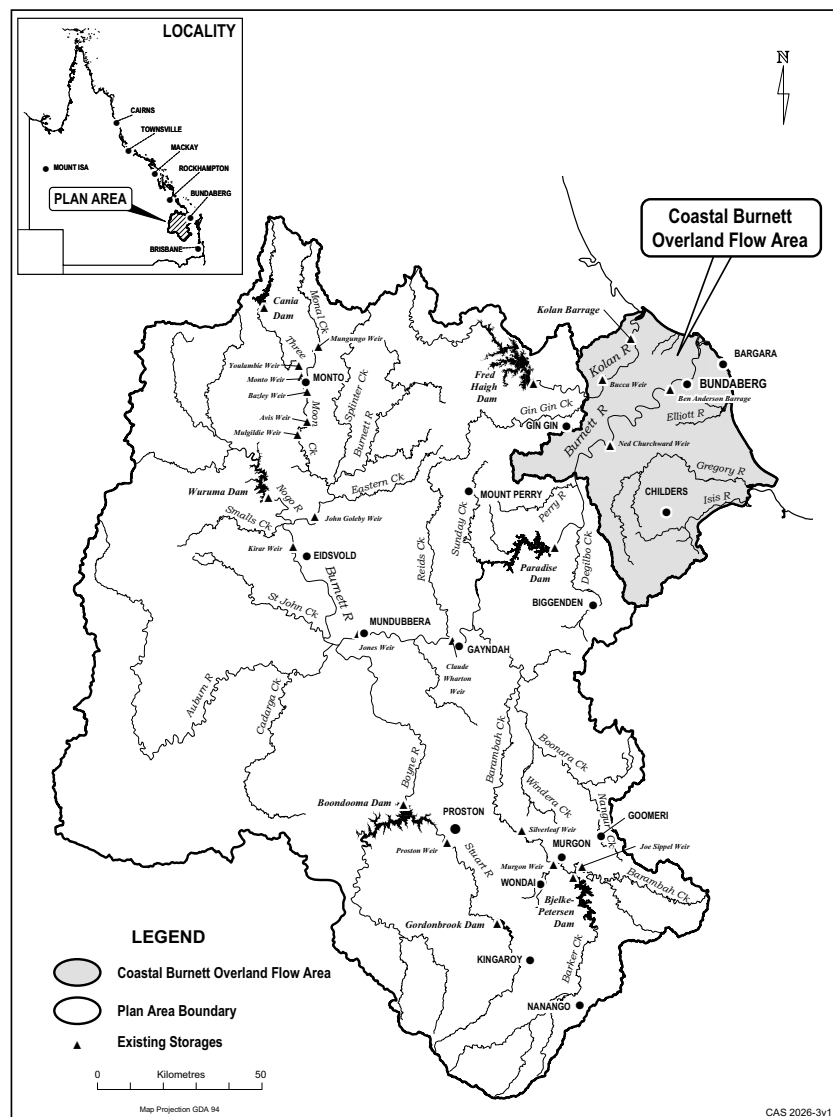 LOCALITY
CAIRNS
TOWNSVILLE
MACKAY
MOUNT ISA
ROCKHAMPTON
PLAN AREA
BUNDABERG
BRISBANE
N
Coastal Burnett
Overland Flow Area
Kolan Barrage
Cania
Dam
Monal Ck
Mungungo Weir
Three
Youlambie Weir
Monto Weir
MONTO
Bazley Weir
Moon
Ck
Avis Weir
Mulgildie Weir
Splinter Ck
Burnett R
Fred
Haigh
Dam
Kolan R
BARGARA
Bucca Weir
BUNDABERG
Ben Anderson Barrage
Gin Gin Ck
GIN GIN
Burnett R
Elliott R
Ned Churchward Weir
Eastern Ck
Gregory R
Wuruma Dam
Nogo R
MOUNT PERRY
Perry R
CHILDERS
Isis R
Smalls Ck
John Goleby Weir
Reids Ck
Sunday Ck
Kirar Weir
EIDSVOLD
Paradise
Dam
Degilbo Ck
Burnett R
St John Ck
BIGGENDEN
MUNDUBBERA
Jones Weir
GAYNDAH
Claude
Wharton
Weir
Auburn R
Cadarga Ck
Barambah Ck
Boonara Ck
Boyne R
Windera Ck
Nangur Ck
Boondooma Dam
PROSTON
GOOMERI
Silverleaf Weir
Proston Weir
MURGON
Joe Sippel Weir
Stuart R
Murgon Weir
WONDAI
Barambah Ck
Bjelke-
Petersen
Dam
Gordonbrook Dam
KINGAROY
Barker Ck
NANANGO
LEGEND
Coastal Burnett Overland Flow Area
Plan Area Boundary
Existing Storages
Kilometres
0 50
Map Projection GDA 94
CAS 2026-3v1